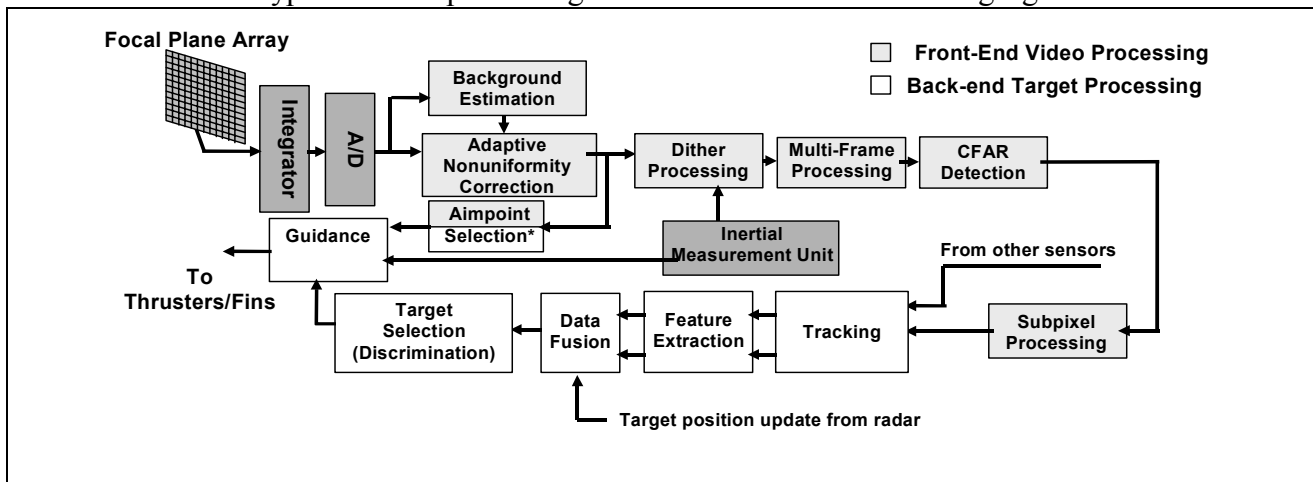 Focal Plane Array
Integrator
A/D
Background
Estimation
Adaptive
Nonuniformity
Correction
Aimpoint
Selection*
Dither
Processing
Multi-Frame
Processing
CFAR
Detection
Front-End Video Processing
Back-end Target Processing
Inertial
Measurement Unit
Guidance
To
Thrusters/Fins
From other sensors
Target
Selection
(Discrimination)
Data
Fusion
Feature
Extraction
Tracking
Subpixel
Processing
Target position update from radar